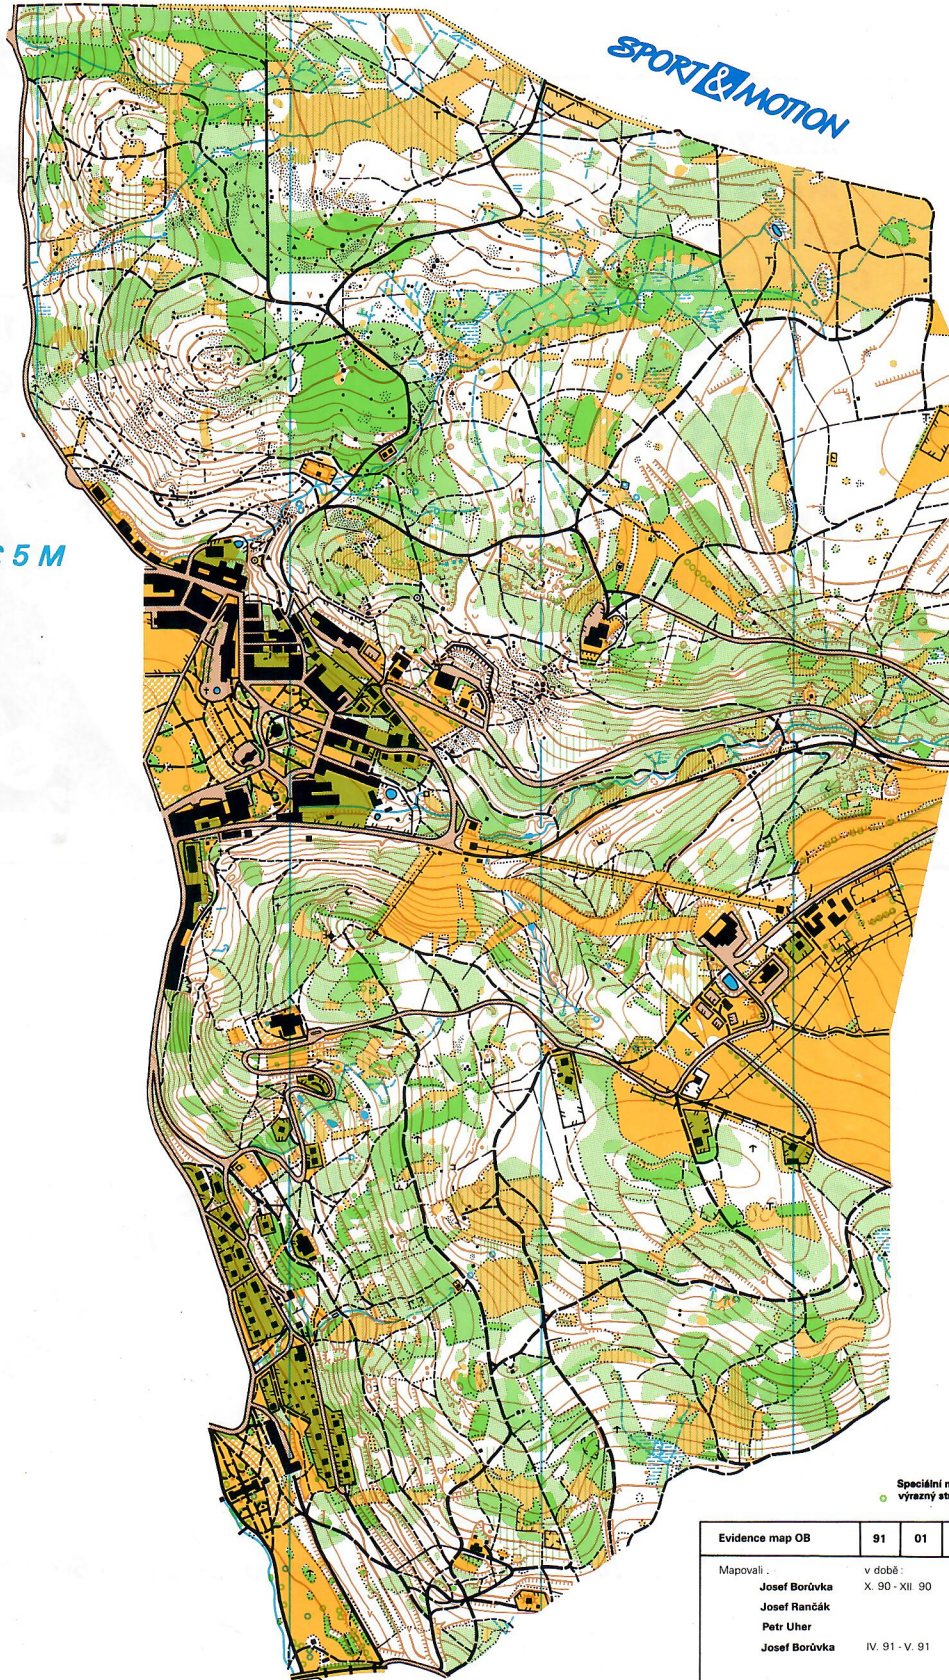 SPORT & MOTION
5 M
Speciální
výrazný
Evidence map OB 91 01
Mapovali : v době :
Josef Borůvka X. 90 - XII. 90
Josef Rančák
Petr Uher
Josef Borůvka IV. 91 - V. 91